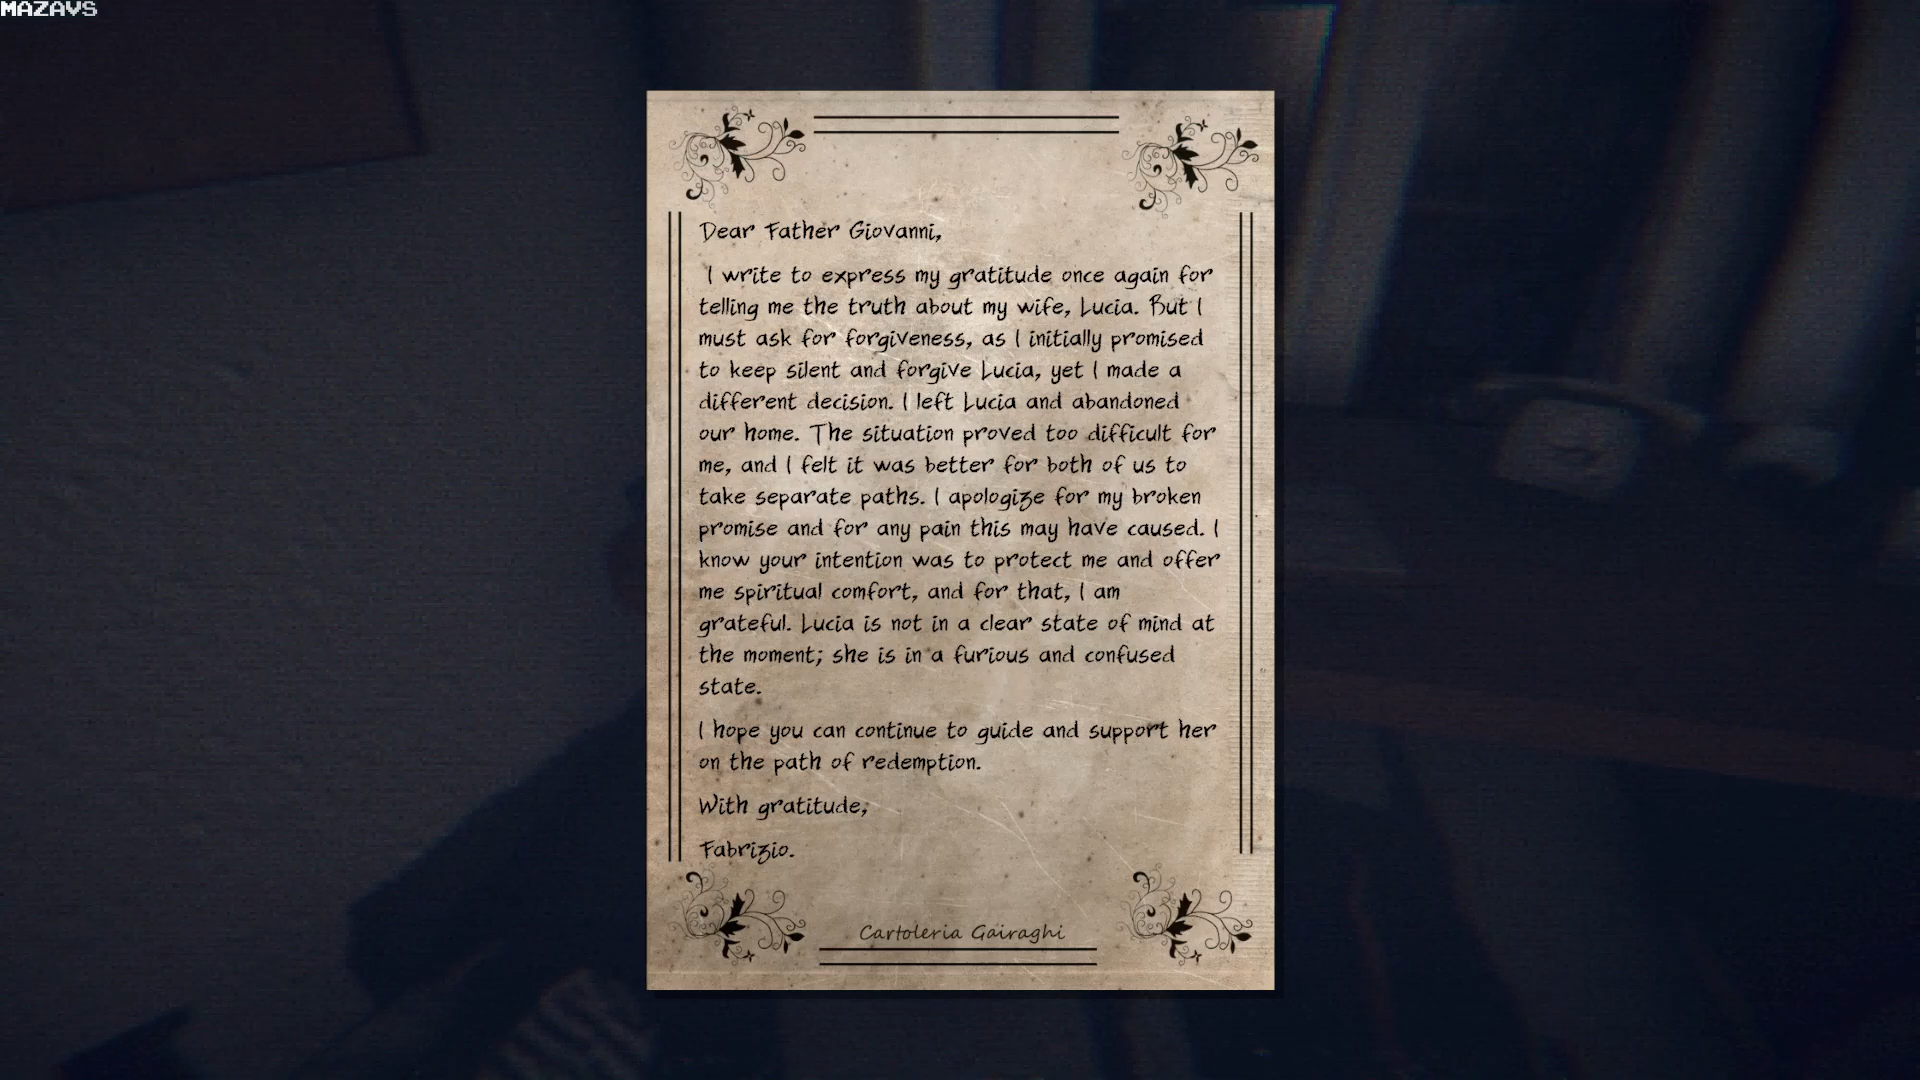 MAZAVS
Dear Father Giovanni,
I write to express my gratitude once again for
telling me the truth about my wife, Lucia. But I
must ask for forgiveness, as I initially promised
to keep silent and forgive Lucia, yet I made a
different decision. I left Lucia and abandoned
our home. The situation proved too difficult for
me, and I felt it was better for both of us to
take separate paths. I apologize for my broken
promise and for any pain this may have caused. I
know your intention was to protect me and offer
me spiritual comfort, and for that, I am
grateful. Lucia is not in a clear state of mind at
the moment; she is in a furious and confused
state.
I hope you can continue to guide and support her
on the path of redemption.
With gratitude,
Fabrizio.
Cartoleria Gairaghi